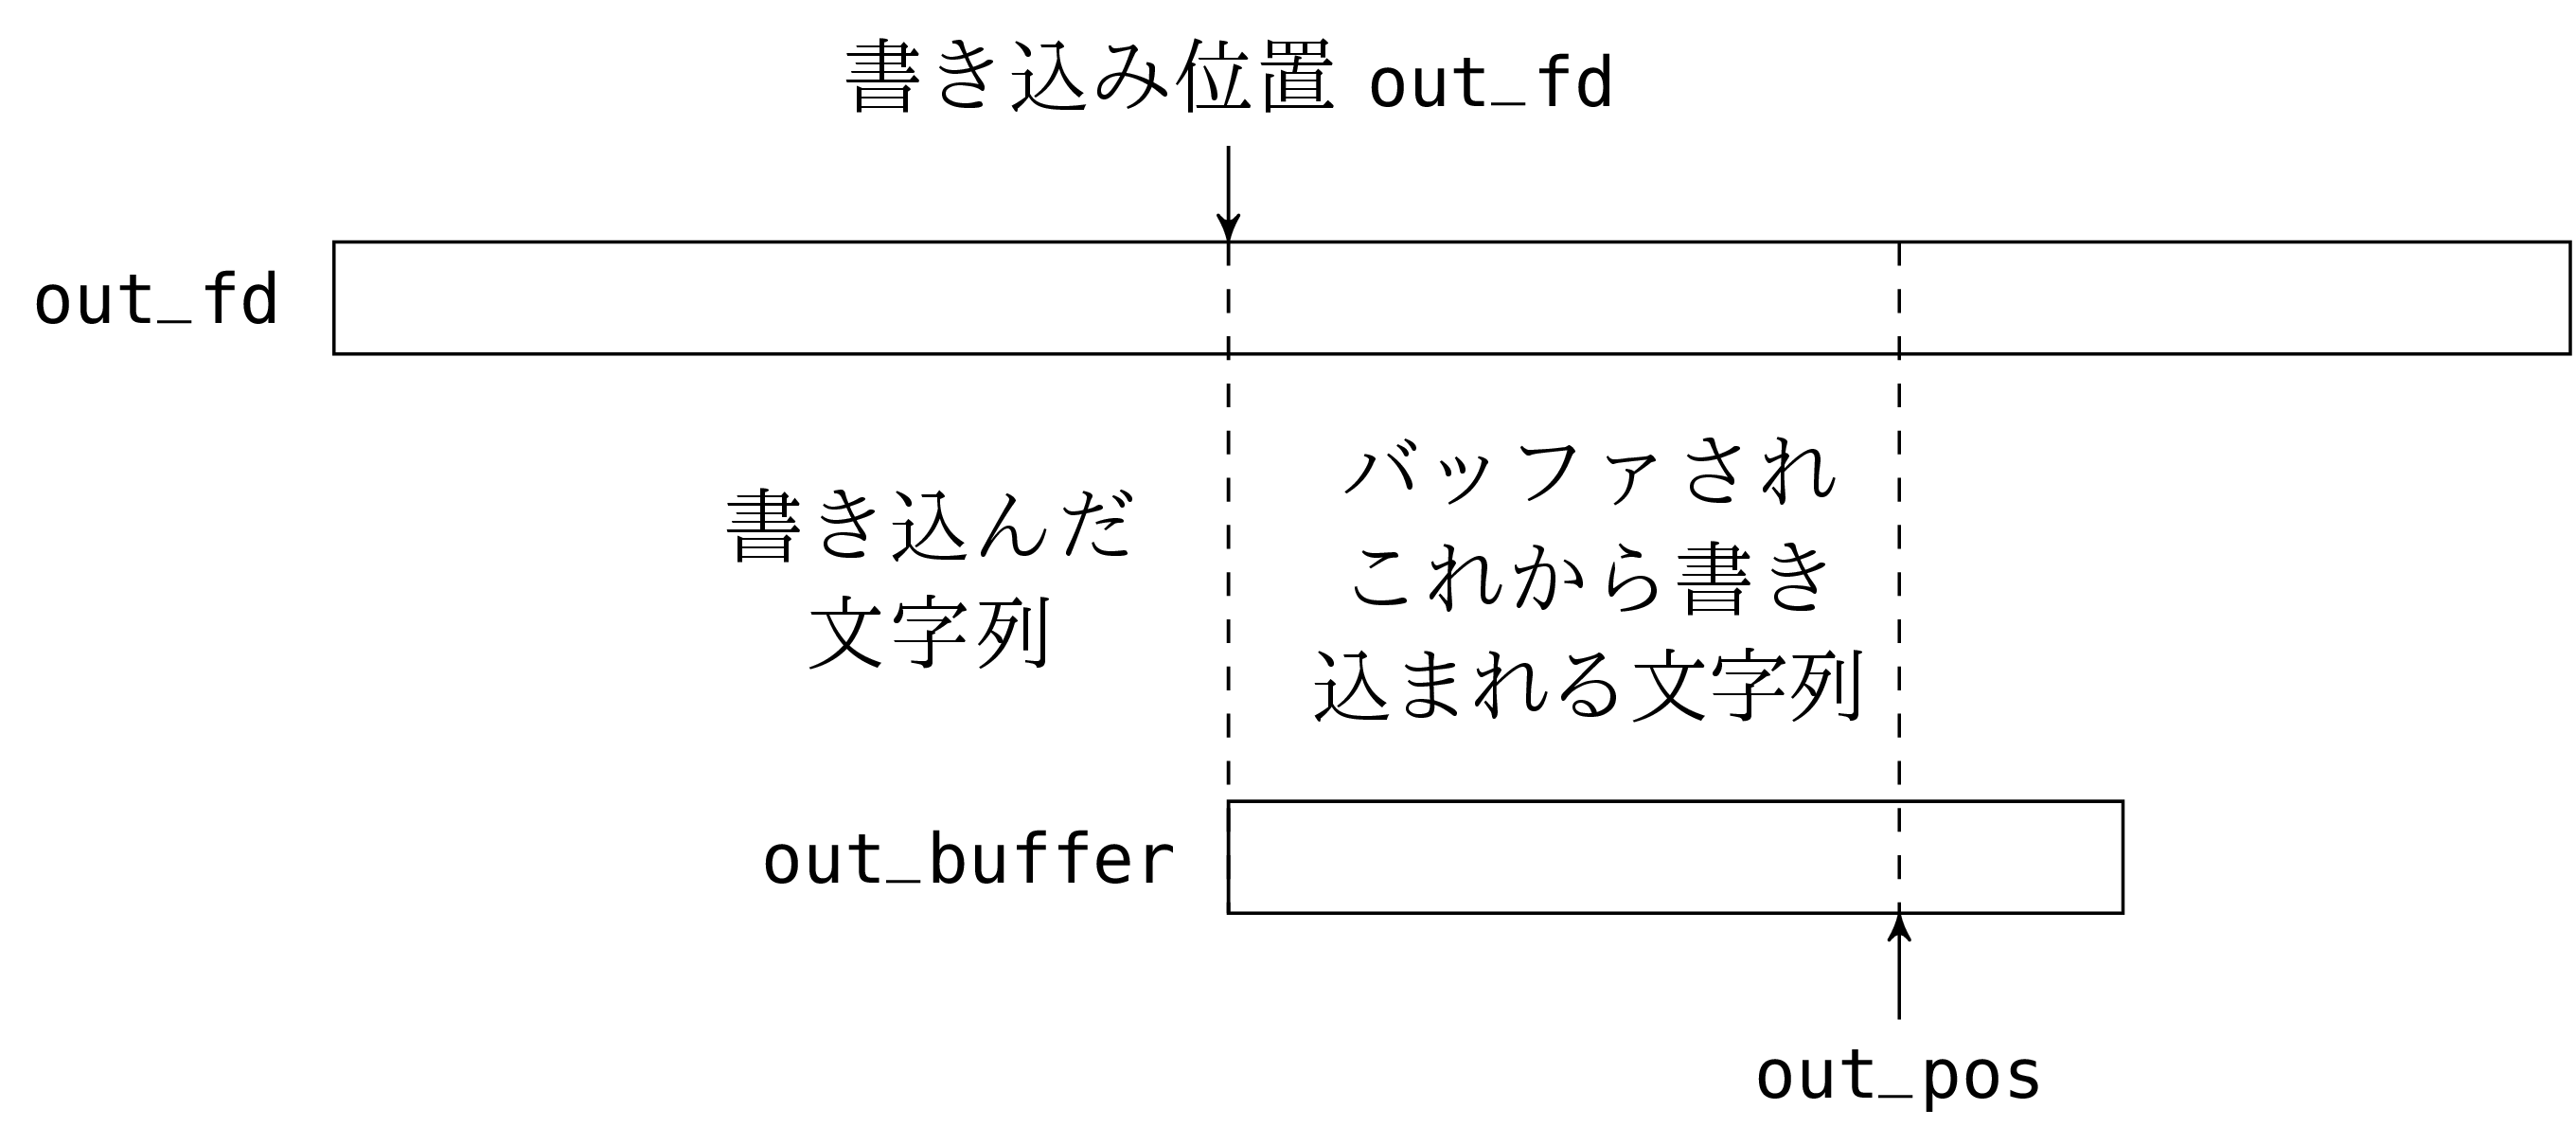 書き込み位置 out_fd
out_fd
書き込んだ
文字列
バッファされ
これから書き
込まれる文字列
out_buffer
out_pos